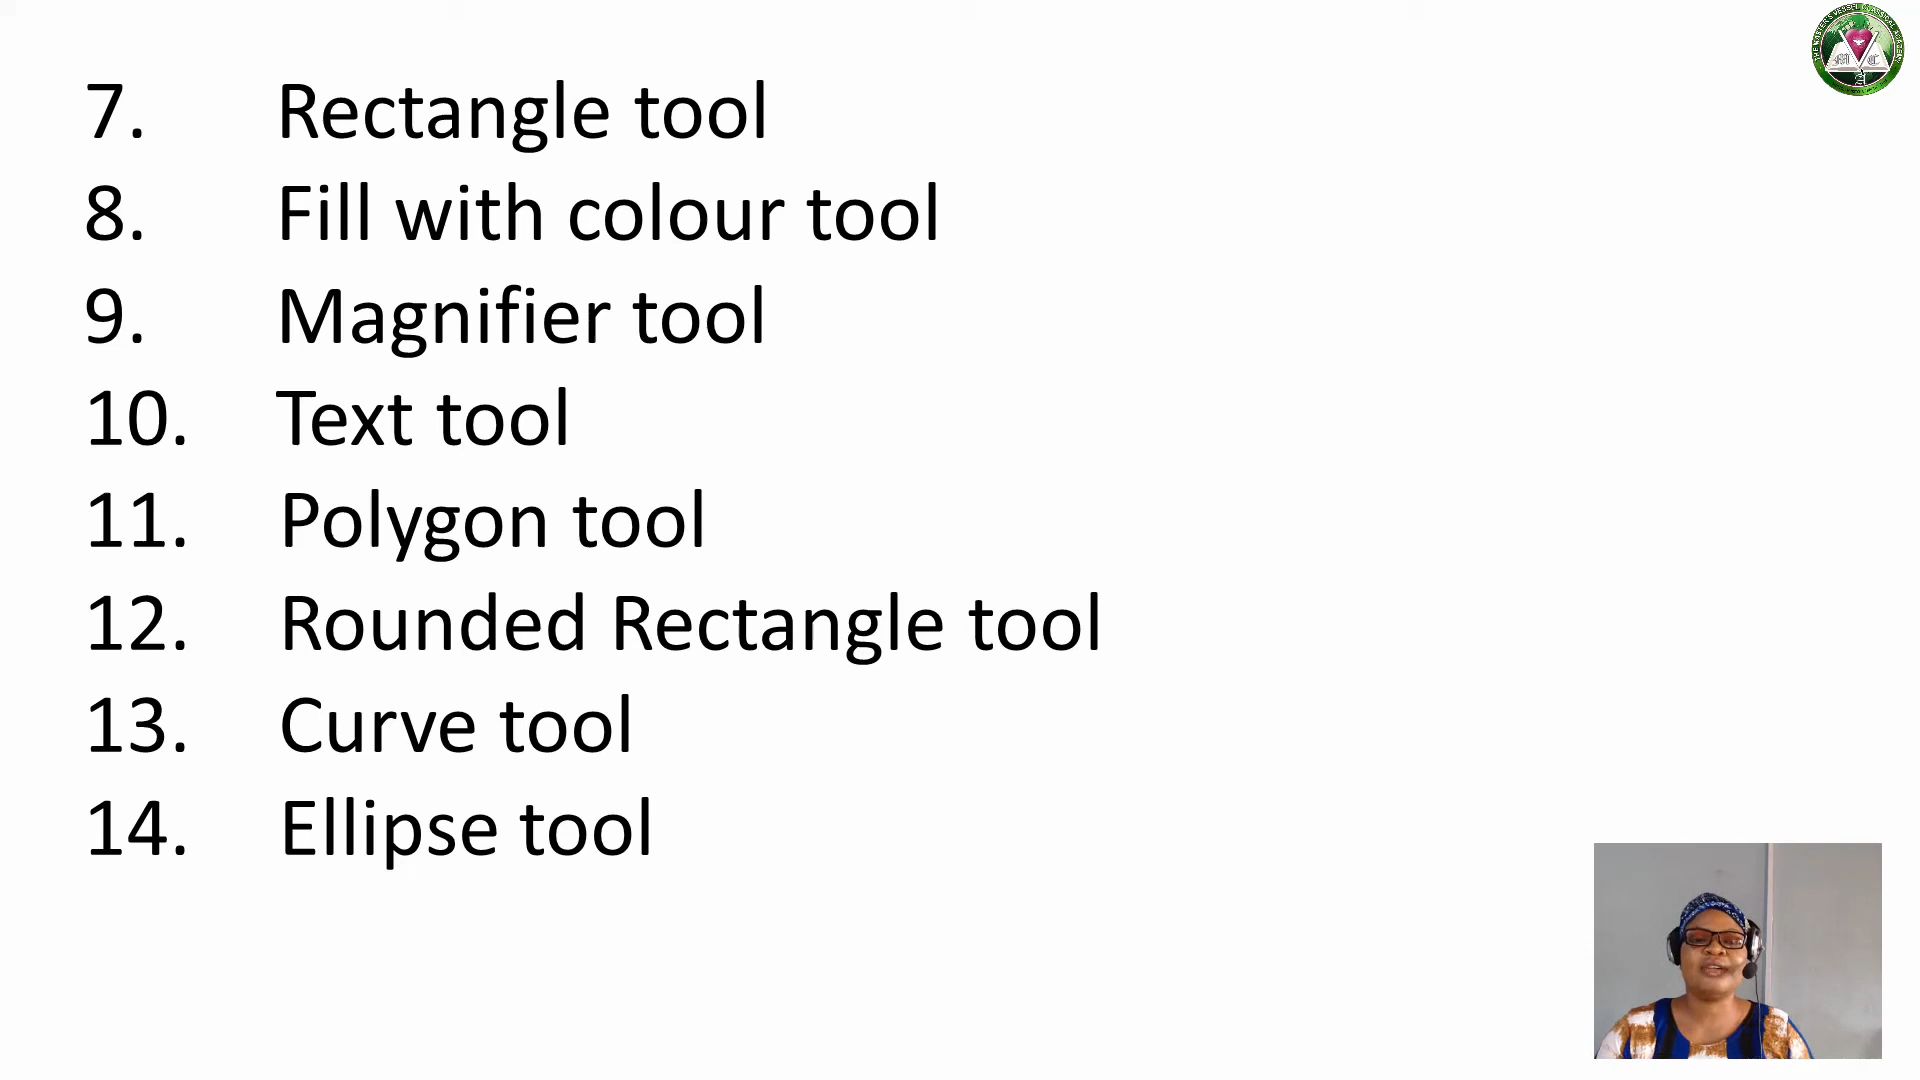 7. Rectangle tool
8. Fill with colour tool
9. Magnifier tool
10. Text tool
11. Polygon tool
12. Rounded Rectangle tool
13. Curve tool
14. Ellipse tool